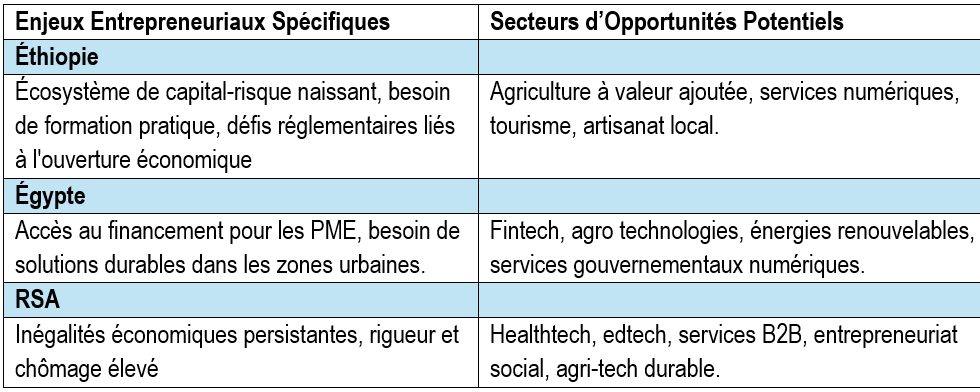 Enjeux Entrepreneuriaux Spécifiques
Secteurs d’Opportunités Potentiels
Éthiopie
Écosystème de capital-risque naissant, besoin
de formation pratique, défis réglementaires liés
à l'ouverture économique
Agriculture à valeur ajoutée, services numériques,
tourisme, artisanat local.
Égypte
Accès au financement pour les PME, besoin de
solutions durables dans les zones urbaines.
Fintech, agro technologies, énergies renouvelables,
services gouvernementaux numériques.
RSA
Inégalités économiques persistantes, rigueur et
chômage élevé
Healthtech, edtech, services B2B, entrepreneuriat
social, agri-tech durable.